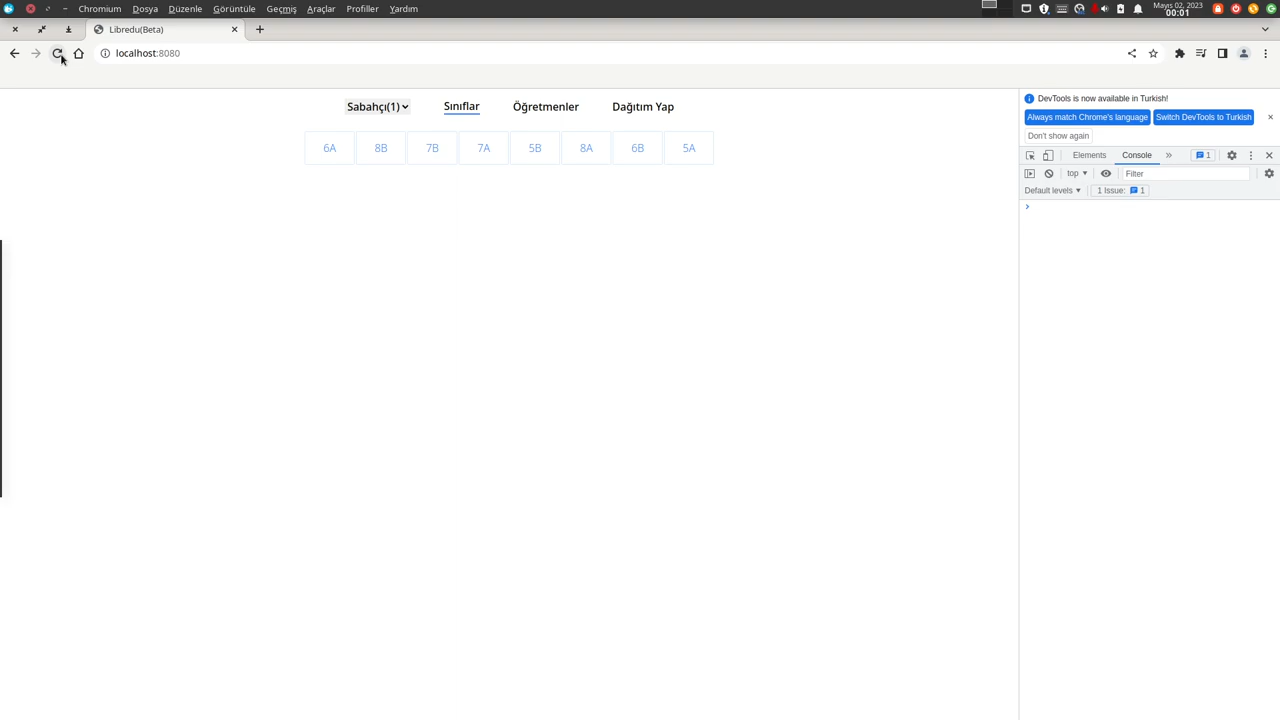 Chromium Dosya Düzenle Görüntüle Geçmiş Araçlar Profiller Yardım
Mayıs 02, 2023
00:01
Libredu(Beta)
localhost:8080
DevTools is now available in Turkish!
Always match Chrome's language Switch DevTools to Turkish
Don't show again
Sabahçı(1) Sınıflar Öğretmenler Dağıtım Yap
6A 8B 7B 7A 5B 8A 6B 5A
Elements Console 1
top Filter
Default levels 1 Issue: 1